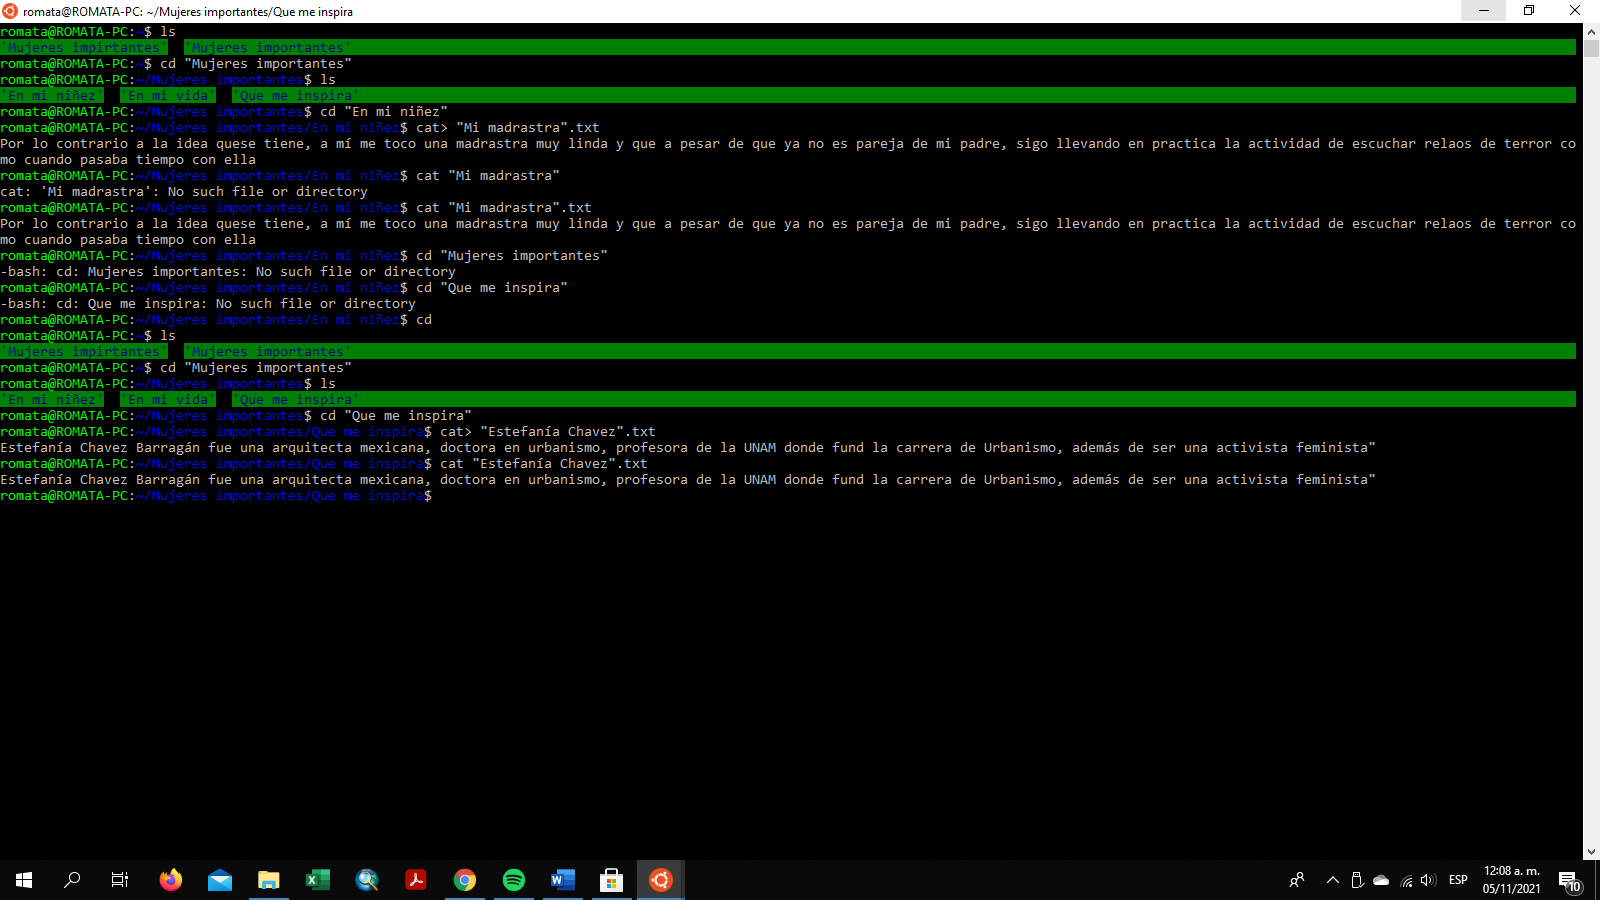 romata@ROMATA-PC: ~/Mujeres importantes/Que me inspira
romata@ROMATA-PC:~$ ls
'Mujeres impirtantes'  'Mujeres importantes'
romata@ROMATA-PC:~$ cd "Mujeres importantes"
romata@ROMATA-PC:~/Mujeres importantes$ ls
'En mi niñez'  'En mi vida'  'Que me inspira'
romata@ROMATA-PC:~/Mujeres importantes$ cd "En mi niñez"
romata@ROMATA-PC:~/Mujeres importantes/En mi niñez$ cat> "Mi madrastra".txt
Por lo contrario a la idea quese tiene, a mí me toco una madrastra muy linda y que a pesar de que ya no es pareja de mi padre, sigo llevando en practica la actividad de escuchar relaos de terror co
mo cuando pasaba tiempo con ella
romata@ROMATA-PC:~/Mujeres importantes/En mi niñez$ cat "Mi madrastra"
cat: 'Mi madrastra': No such file or directory
romata@ROMATA-PC:~/Mujeres importantes/En mi niñez$ cat "Mi madrastra".txt
Por lo contrario a la idea quese tiene, a mí me toco una madrastra muy linda y que a pesar de que ya no es pareja de mi padre, sigo llevando en practica la actividad de escuchar relaos de terror co
mo cuando pasaba tiempo con ella
romata@ROMATA-PC:~/Mujeres importantes/En mi niñez$ cd "Mujeres importantes"
-bash: cd: Mujeres importantes: No such file or directory
romata@ROMATA-PC:~/Mujeres importantes/En mi niñez$ cd "Que me inspira"
-bash: cd: Que me inspira: No such file or directory
romata@ROMATA-PC:~/Mujeres importantes/En mi niñez$ cd
romata@ROMATA-PC:~$ ls
'Mujeres impirtantes'  'Mujeres importantes'
romata@ROMATA-PC:~$ cd "Mujeres importantes"
romata@ROMATA-PC:~/Mujeres importantes$ ls
'En mi niñez'  'En mi vida'  'Que me inspira'
romata@ROMATA-PC:~/Mujeres importantes$ cd "Que me inspira"
romata@ROMATA-PC:~/Mujeres importantes/Que me inspira$ cat> "Estefanía Chavez".txt
Estefanía Chavez Barragán fue una arquitecta mexicana, doctora en urbanismo, profesora de la UNAM donde fund la carrera de Urbanismo, además de ser una activista feminista"
romata@ROMATA-PC:~/Mujeres importantes/Que me inspira$ cat "Estefanía Chavez".txt
Estefanía Chavez Barragán fue una arquitecta mexicana, doctora en urbanismo, profesora de la UNAM donde fund la carrera de Urbanismo, además de ser una activista feminista"
romata@ROMATA-PC:~/Mujeres importantes/Que me inspira$
ESP
12:08 a. m.
05/11/2021
10